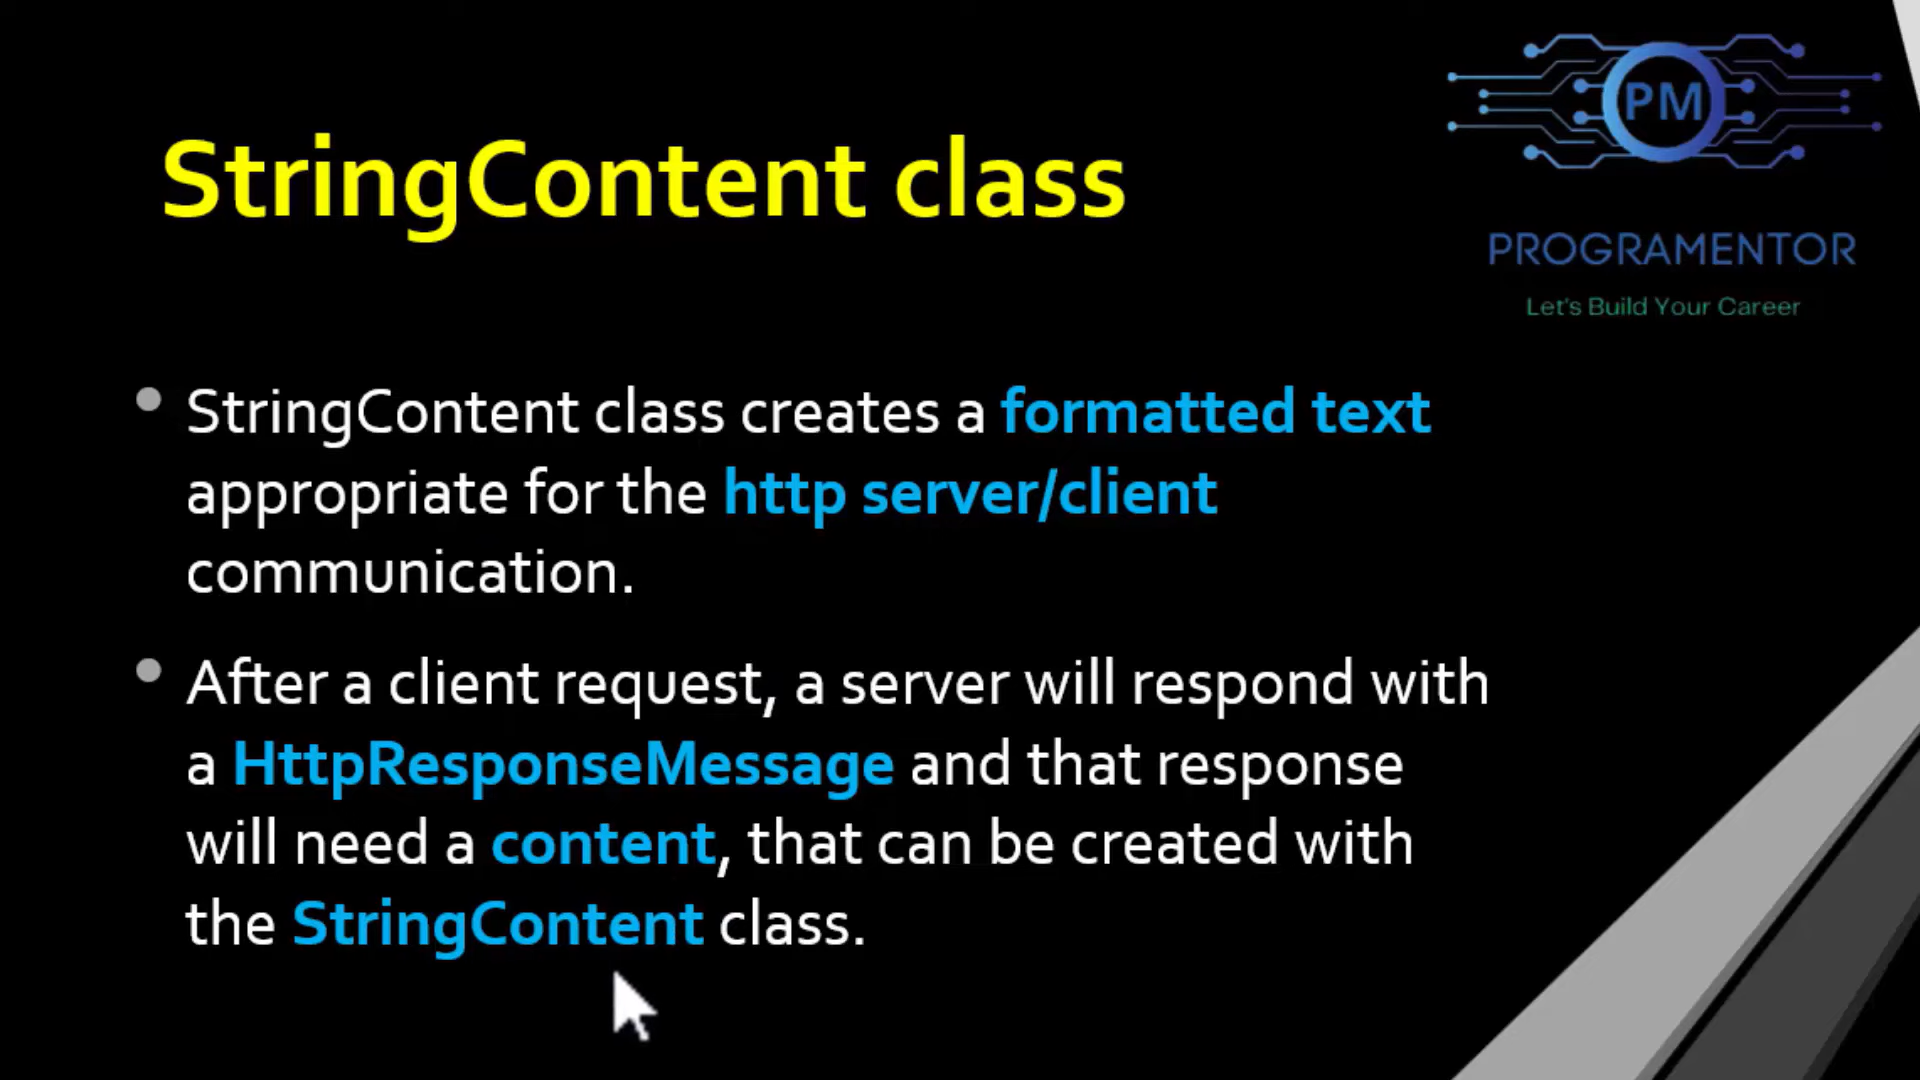 PM
StringContent class
PROGRAMENTOR
Let's Build Your Career
StringContent class creates a formatted text
appropriate for the http server/client
communication.
After a client request, a server will respond with
a HttpResponseMessage and that response
will need a content, that can be created with
the StringContent class.